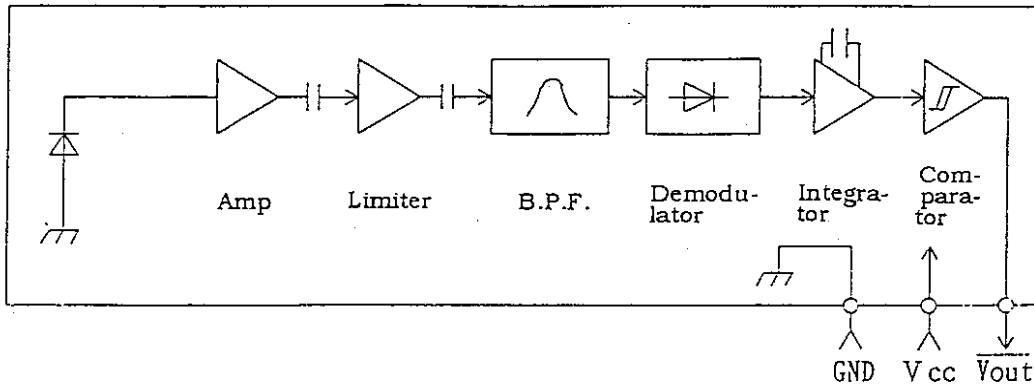 Amp Limiter B.P.F. Demodu-
lator Integra-
tor Com-
para-
tor
GND Vcc Vout